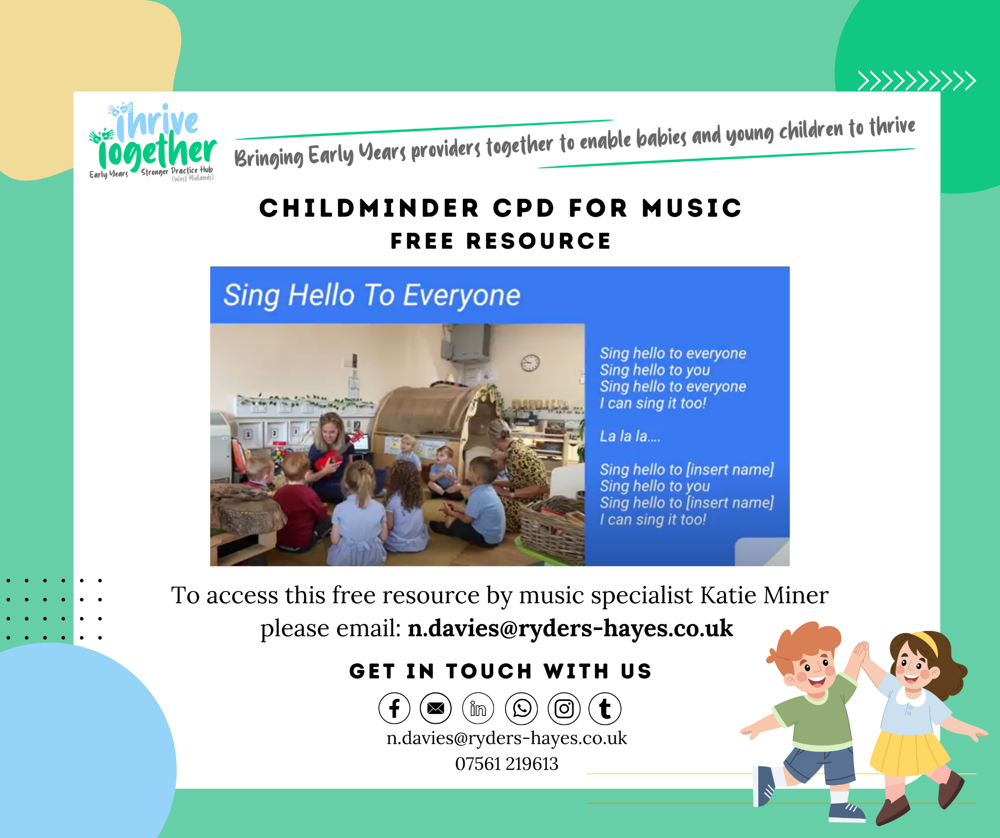 Thrive
Together
Early Years Stronger Practice Hub
(West Midlands)
Bringing Early Years providers together to enable babies and young children to thrive
CHILDMINDER CPD FOR MUSIC
FREE RESOURCE
Sing Hello To Everyone
1 2 3
Sing hello to everyone
Sing hello to you
Sing hello to everyone
I can sing it too!
La la la....
Sing hello to [insert name]
Sing hello to you
Sing hello to [insert name]
I can sing it too!
To access this free resource by music specialist Katie Miner
please email: n.davies@ryders-hayes.co.uk
GET IN TOUCH WITH US
n.davies@ryders-hayes.co.uk
07561 219613